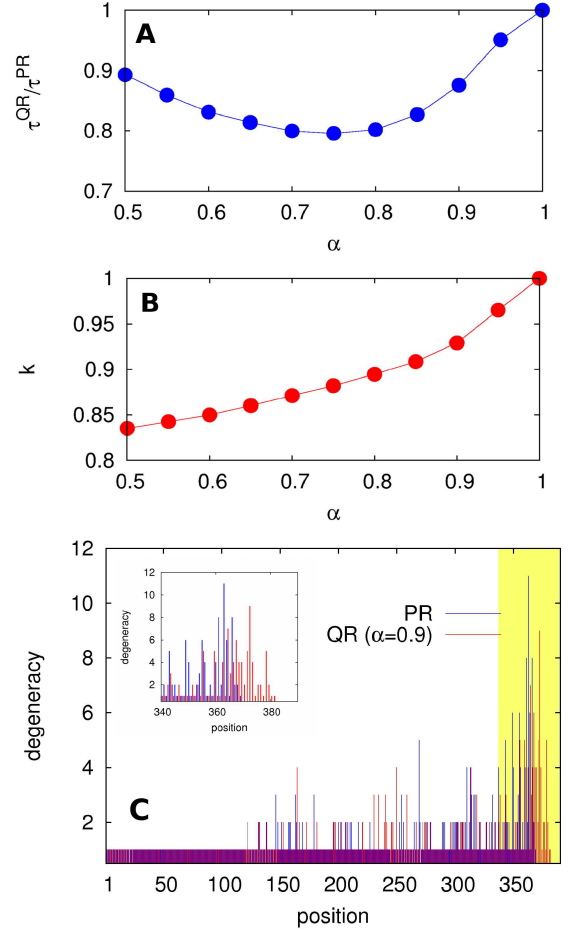 A
τ^QR/τ^PR
1
0.9
0.8
0.7
0.5 0.6 0.7 0.8 0.9 1
α
B
k
1
0.95
0.9
0.85
0.8
0.5 0.6 0.7 0.8 0.9 1
α
C
degeneracy
12
10
8
6
4
2
PR
QR (α=0.9)
degeneracy
12
10
8
6
4
2
340 360 380
position
1 50 100 150 200 250 300 350
position